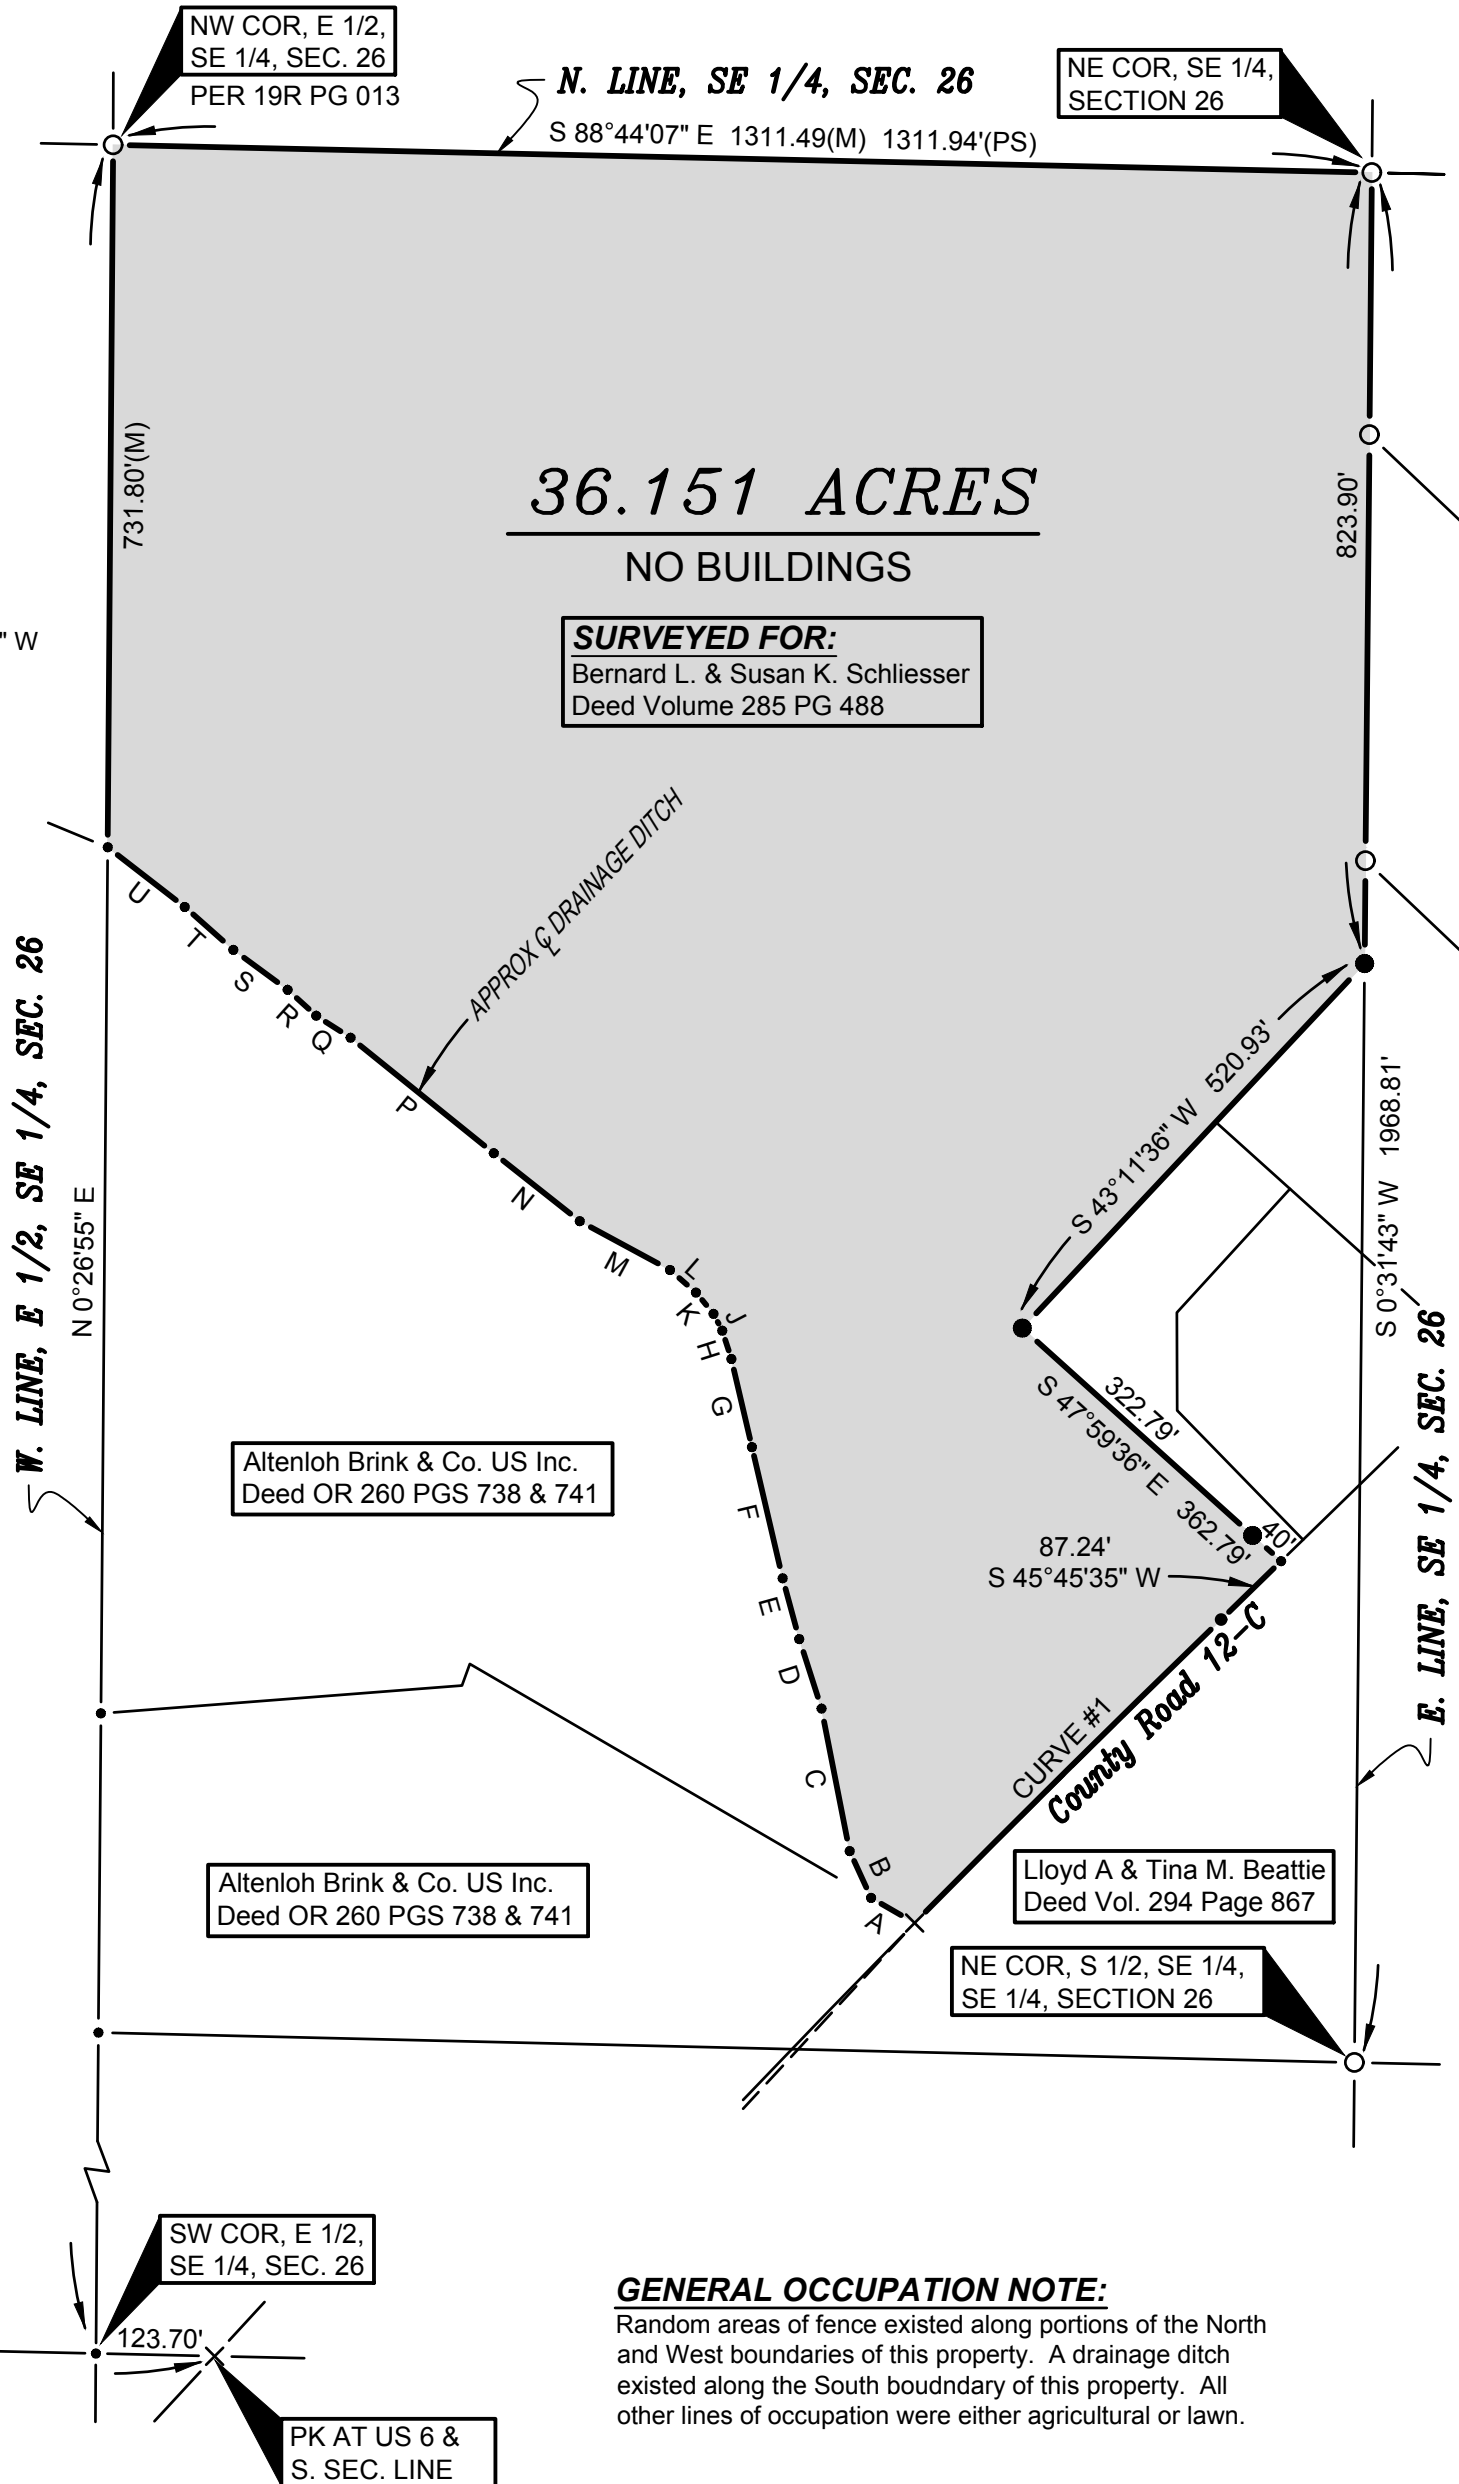 NW COR, E 1/2,
SE 1/4, SEC. 26
PER 19R PG 013
N. LINE, SE 1/4, SEC. 26
S 88°44'07" E 1311.49(M) 1311.94'(PS)
NE COR, SE 1/4,
SECTION 26
731.80'(M)
823.90'
36.151 ACRES
NO BUILDINGS
" W
SURVEYED FOR:
Bernard L. & Susan K. Schliesser
Deed Volume 285 PG 488
APPROX ℄ DRAINAGE DITCH
U
T
S
R
Q
P
N
M
L
K
J
H
G
F
E
D
C
B
A
W. LINE, E 1/2, SE 1/4, SEC. 26
N 0°26'55" E
S 43°11'36" W 520.93'
S 0°31'43" W 1968.81'
E. LINE, SE 1/4, SEC. 26
322.79'
S 47°59'36" E 362.79'
40'
87.24'
S 45°45'35" W
CURVE #1
County Road 12-C
Altenloh Brink & Co. US Inc.
Deed OR 260 PGS 738 & 741
Altenloh Brink & Co. US Inc.
Deed OR 260 PGS 738 & 741
Lloyd A & Tina M. Beattie
Deed Vol. 294 Page 867
NE COR, S 1/2, SE 1/4,
SE 1/4, SECTION 26
SW COR, E 1/2,
SE 1/4, SEC. 26
123.70'
PK AT US 6 &
S. SEC. LINE
GENERAL OCCUPATION NOTE:
Random areas of fence existed along portions of the North
and West boundaries of this property. A drainage ditch
existed along the South boudndary of this property. All
other lines of occupation were either agricultural or lawn.